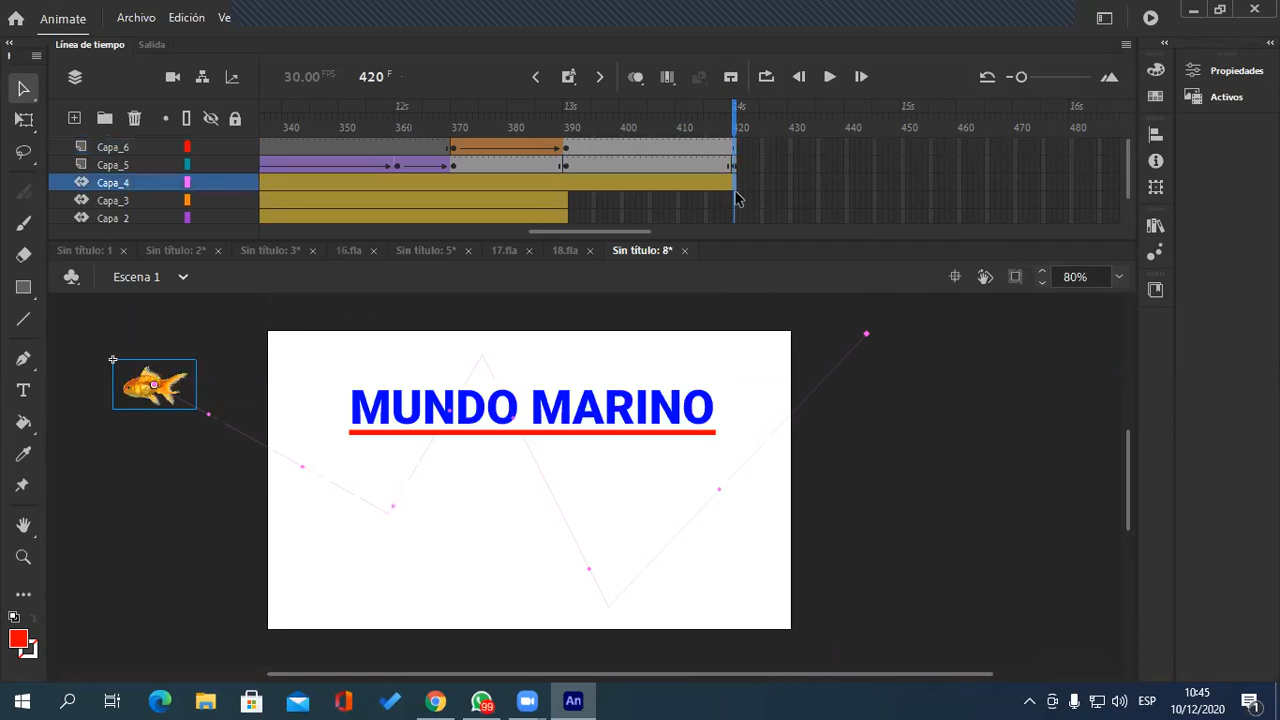 Animate Archivo Edición Ve
Línea de tiempo Salida
30.00 FPS 420 F
12s 13s 4s 15s 16s
340 350 360 370 380 390 400 410 420 430 440 450 460 470 480
Capa_6
Capa_5
Capa_4
Capa_3
Capa_2
Sin título: 1 Sin título: 2* Sin título: 3* 16.fla Sin título: 5* 17.fla 18.fla Sin título: 8*
Escena 1 80%
Propiedades
Activos
MUNDO MARINO
T
99
An
ESP
10:45
10/12/2020
1